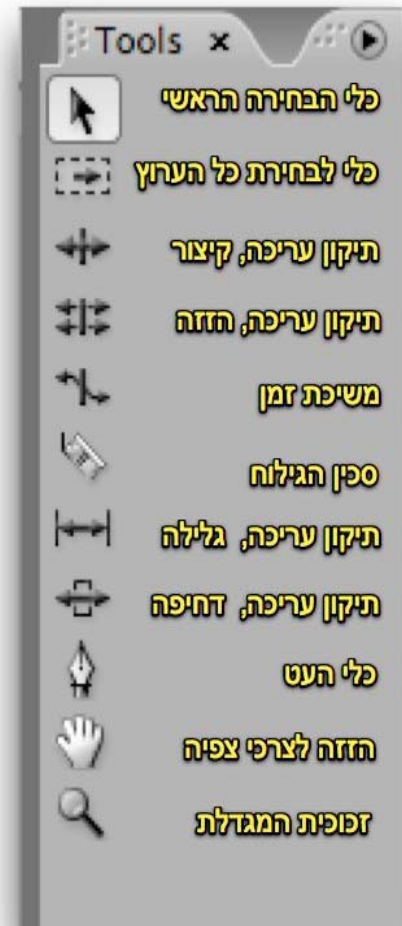 Tools x
כלי הבחירה הראשי
כלי לבחירת כל הערוץ
תיקון עריכה, קיצור
תיקון עריכה, הזזה
משיכת זמן
סכין הגילוח
תיקון עריכה, גלילה
תיקון עריכה, דחיפה
כלי העט
הזזה לצרכי צפיה
זכוכית המגדלת